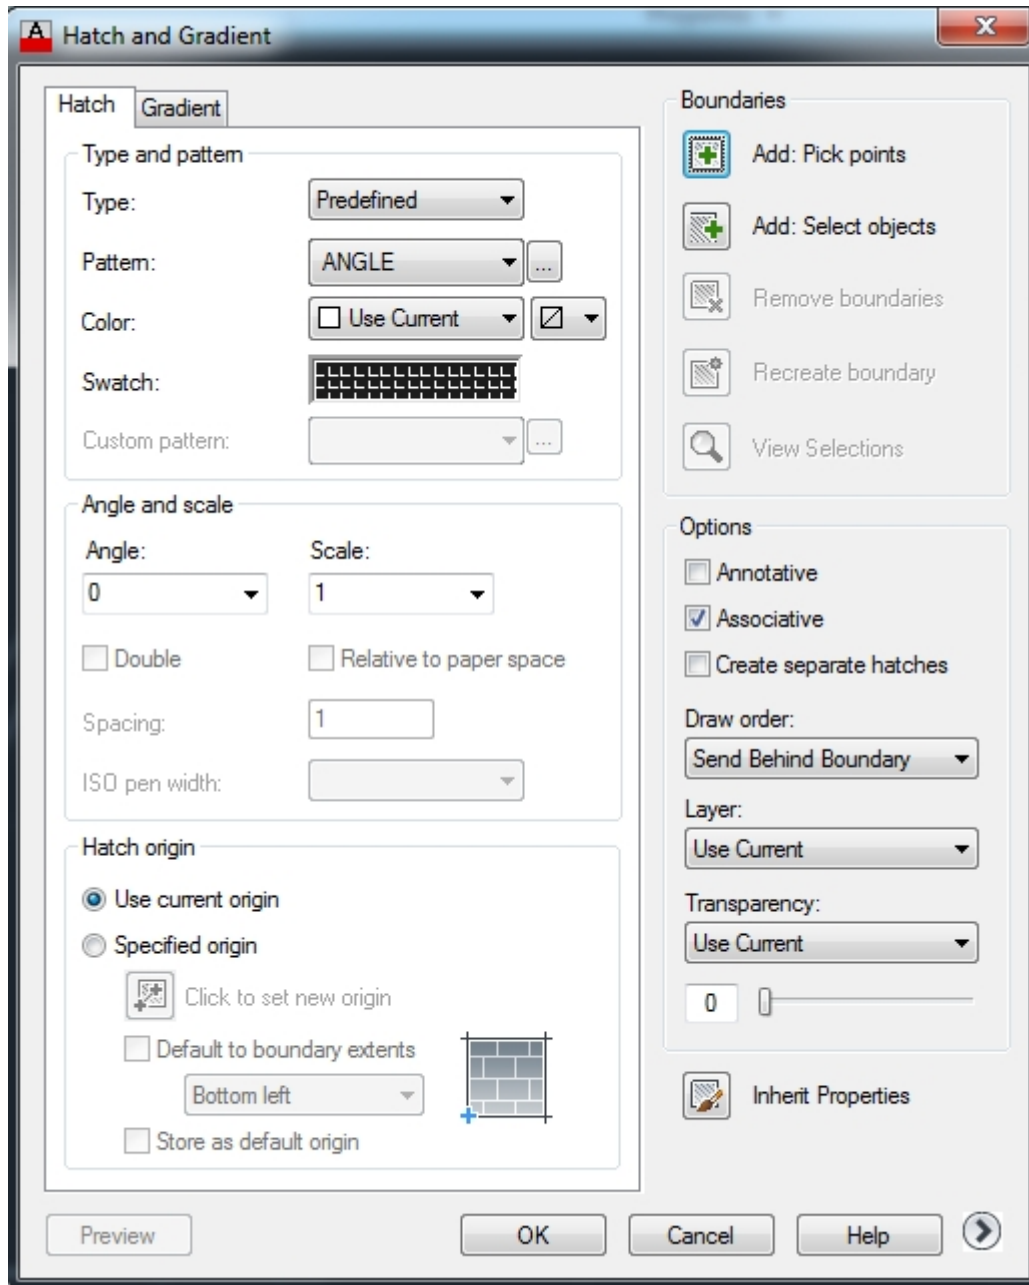 A Hatch and Gradient
Hatch Gradient
Type and pattern
Type: Predefined
Pattern: ANGLE ...
Color: Use Current
Swatch:
Custom pattern: ...
Angle and scale
Angle: Scale:
0 1
Double Relative to paper space
Spacing: 1
ISO pen width:
Hatch origin
Use current origin
Specified origin
Click to set new origin
Default to boundary extents
Bottom left
Store as default origin
Boundaries
Add: Pick points
Add: Select objects
Remove boundaries
Recreate boundary
View Selections
Options
Annotative
Associative
Create separate hatches
Draw order:
Send Behind Boundary
Layer:
Use Current
Transparency:
Use Current
0
Inherit Properties
Preview OK Cancel Help